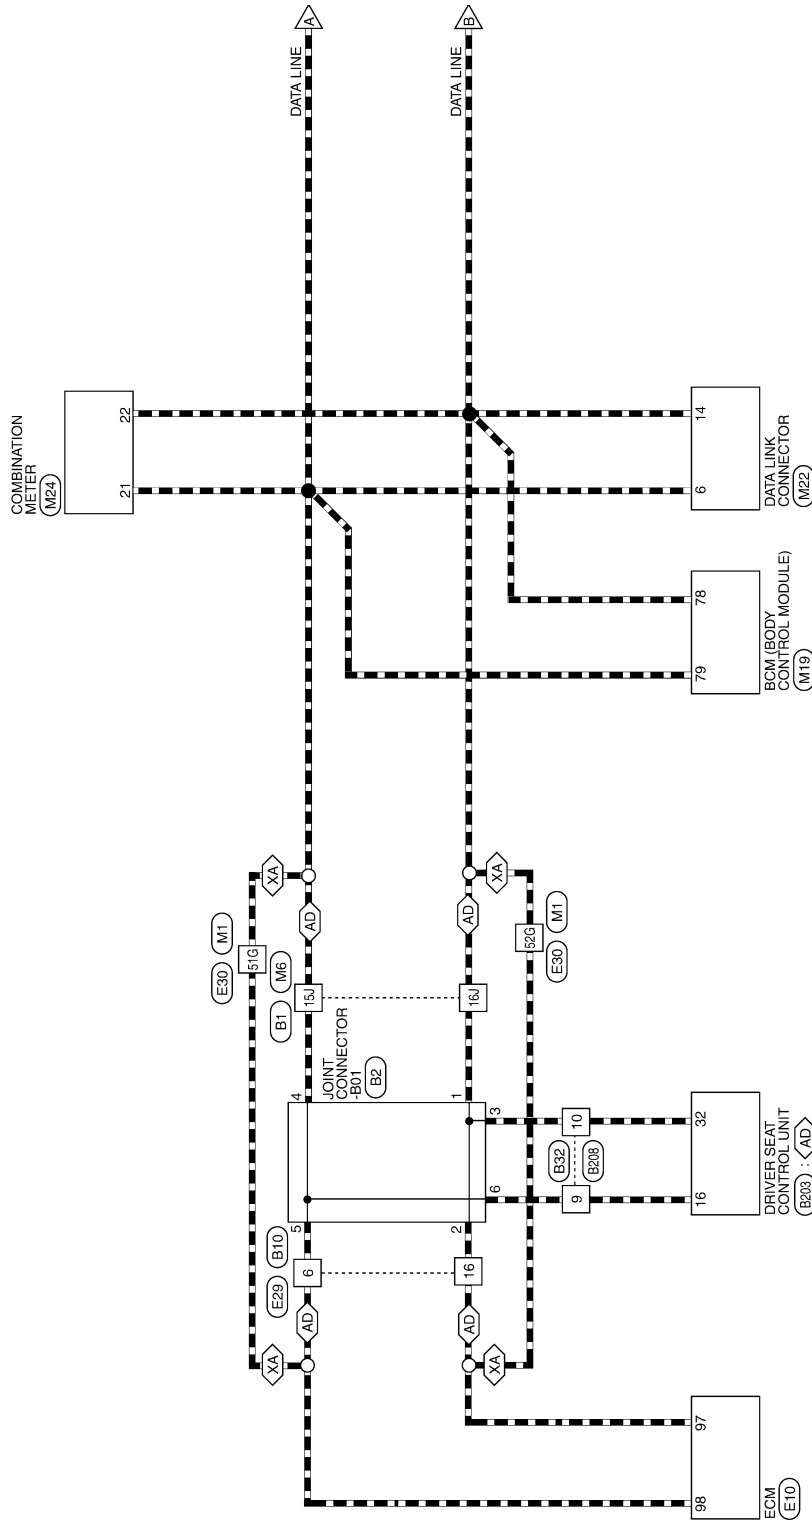 A
DATA LINE
B
DATA LINE
COMBINATION
METER
M24
22
21
14
6
DATA LINK
CONNECTOR
M22
78
79
BCM (BODY
CONTROL MODULE)
M19
XA
AD
XA
AD
M1
51G
E30
M6
15J
B1
16J
M1
52G
E30
JOINT
CONNECTOR
-B01
B2
4
1
3
6
5
2
10
9
B32
B208
32
16
DRIVER SEAT
CONTROL UNIT
B203 : AD
B10
6
E29
16
AD
XA
AD
XA
97
98
ECM
E10